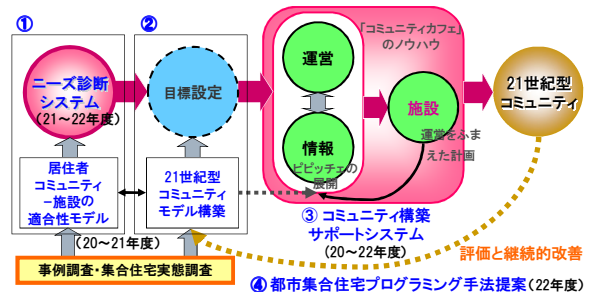 ①
ニーズ診断
システム
(21～22年度)
居住者
コミュニティ
-施設の
適合性モデル
②
目標設定
21世紀型
コミュニティ
モデル構築
(20～21年度)
事例調査・集合住宅実態調査
運営
情報
ピピッチェの
展開
「コミュニティカフェ」
のノウハウ
施設
運営をふま
えた計画
21世紀型
コミュニティ
③ コミュニティ構築
サポートシステム
(20～22年度)
評価と継続的改善
④ 都市集合住宅プログラミング手法提案(22年度)